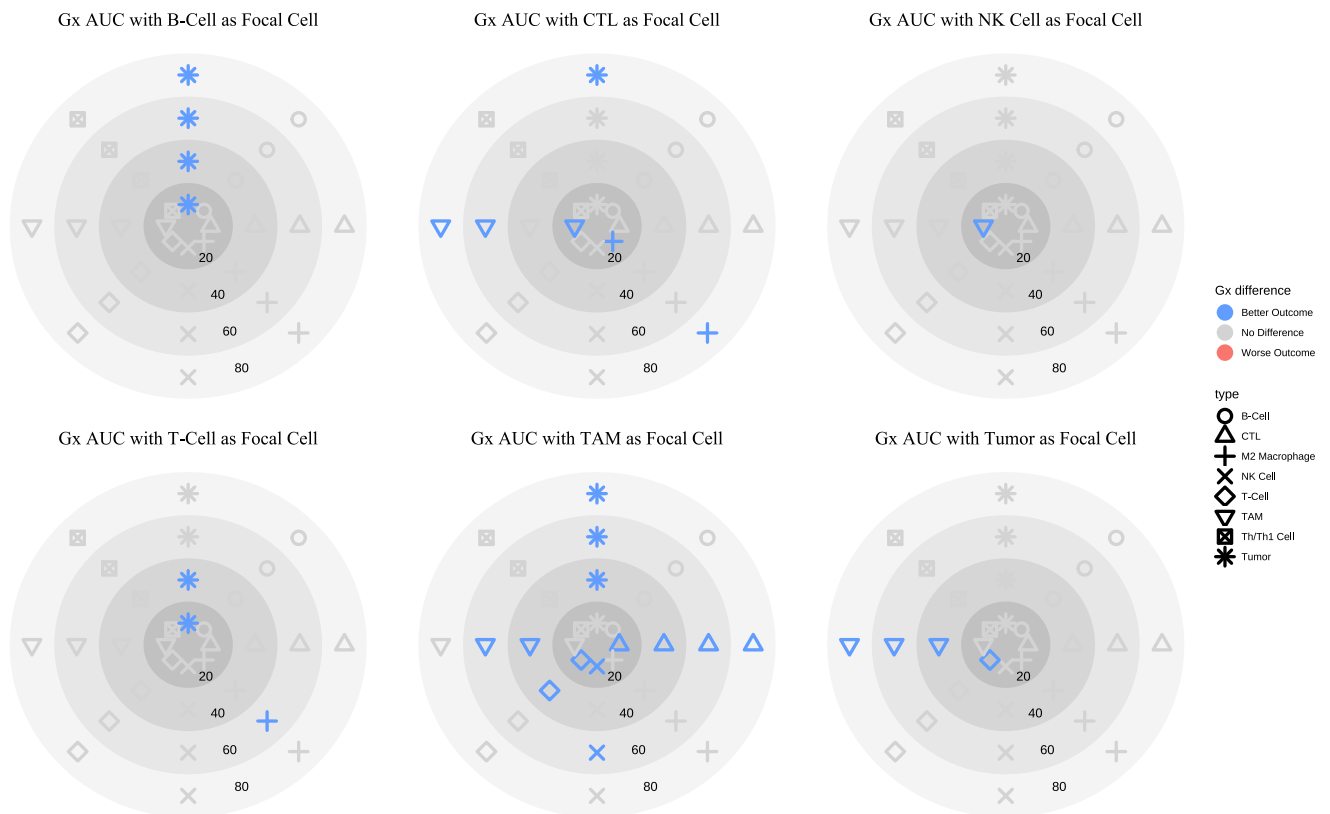 Gx AUC with B-Cell as Focal Cell
Gx AUC with CTL as Focal Cell
Gx AUC with NK Cell as Focal Cell
20
40
60
80
20
40
60
80
20
40
60
80
Gx difference
Better Outcome
No Difference
Worse Outcome
type
B-Cell
CTL
M2 Macrophage
NK Cell
T-Cell
TAM
Th/Th1 Cell
Tumor
Gx AUC with T-Cell as Focal Cell
Gx AUC with TAM as Focal Cell
Gx AUC with Tumor as Focal Cell
20
40
60
80
20
40
60
80
20
40
60
80